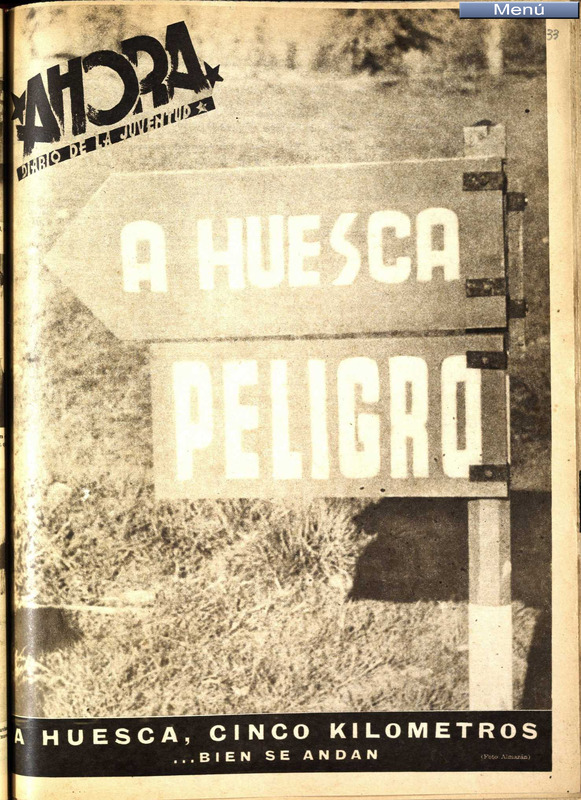 Menú
33
AHORA
DIARIO DE LA JUVENTUD
A HUESCA
PELIGRO
A HUESCA, CINCO KILOMETROS
...BIEN SE ANDAN
(Foto Almazán)